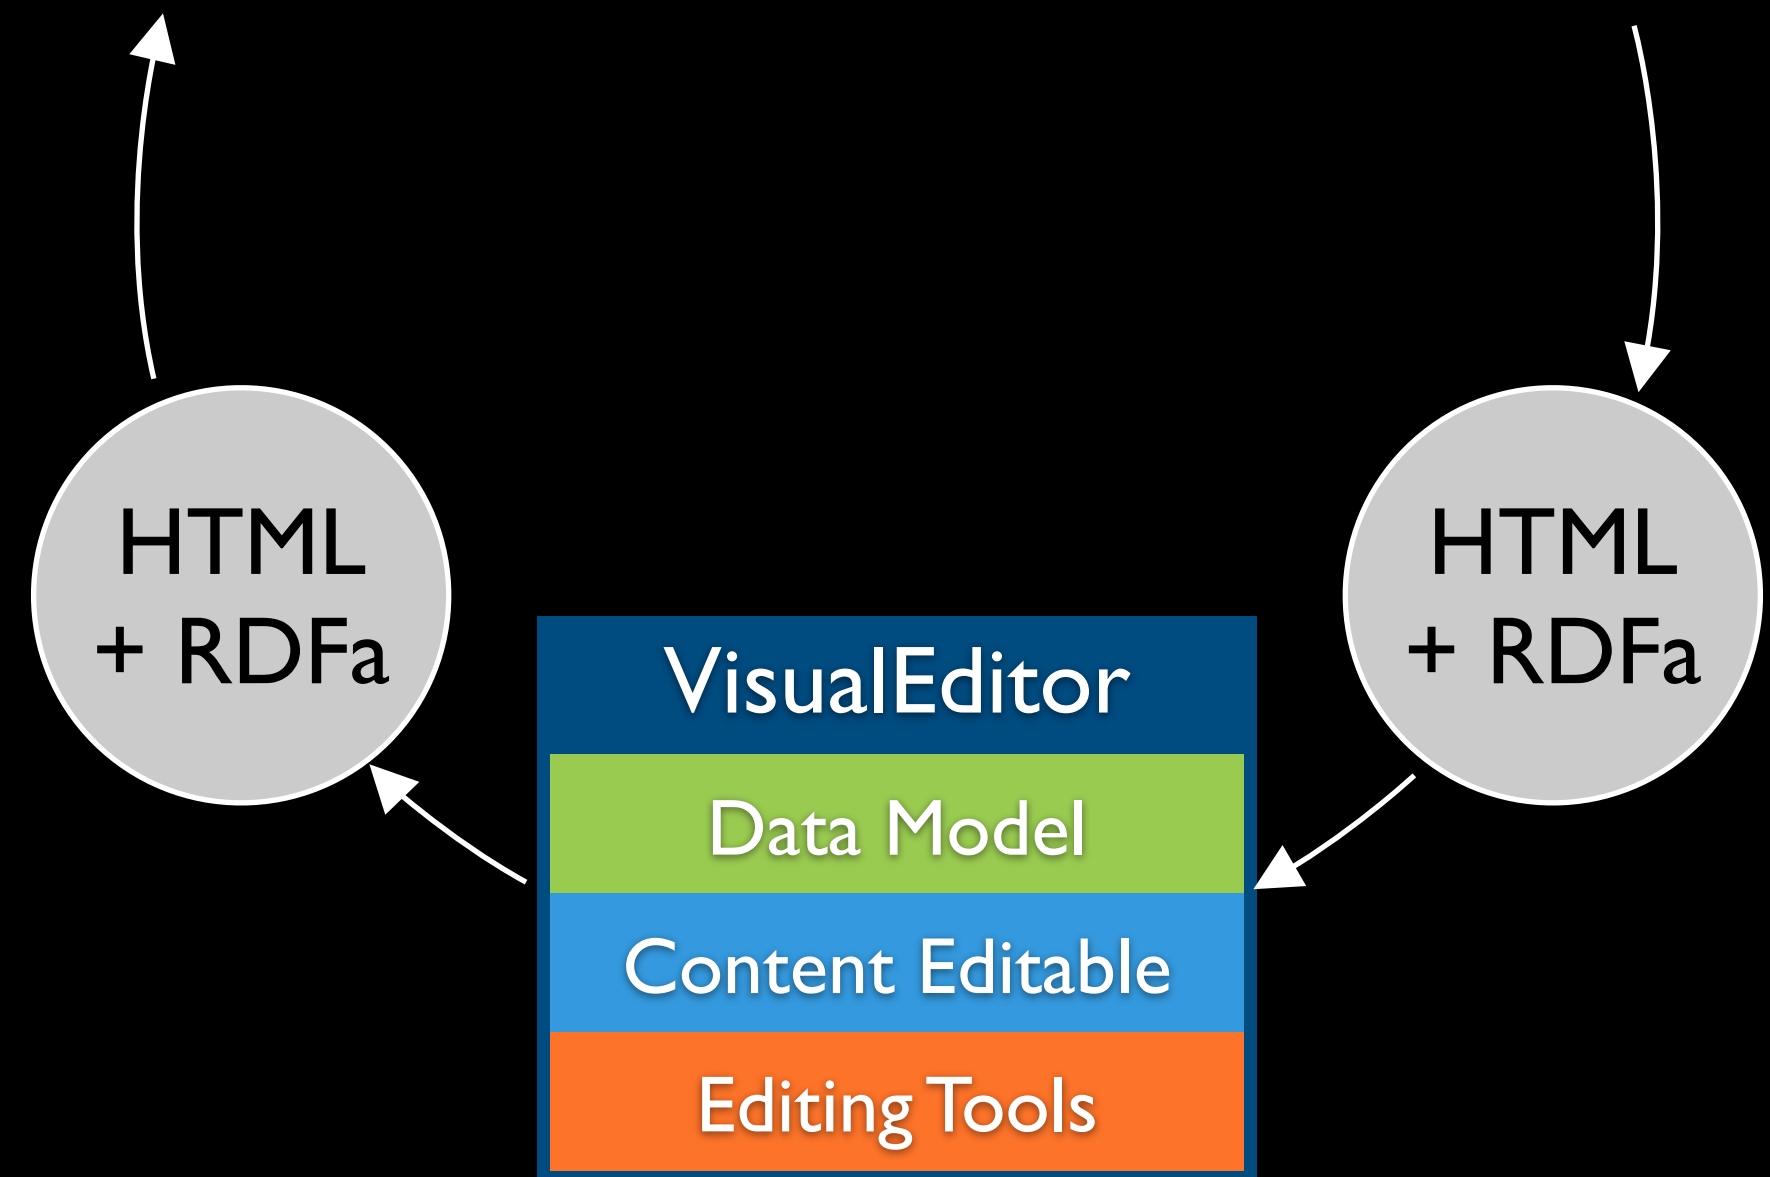 HTML
+ RDFa
HTML
+ RDFa
VisualEditor
Data Model
Content Editable
Editing Tools